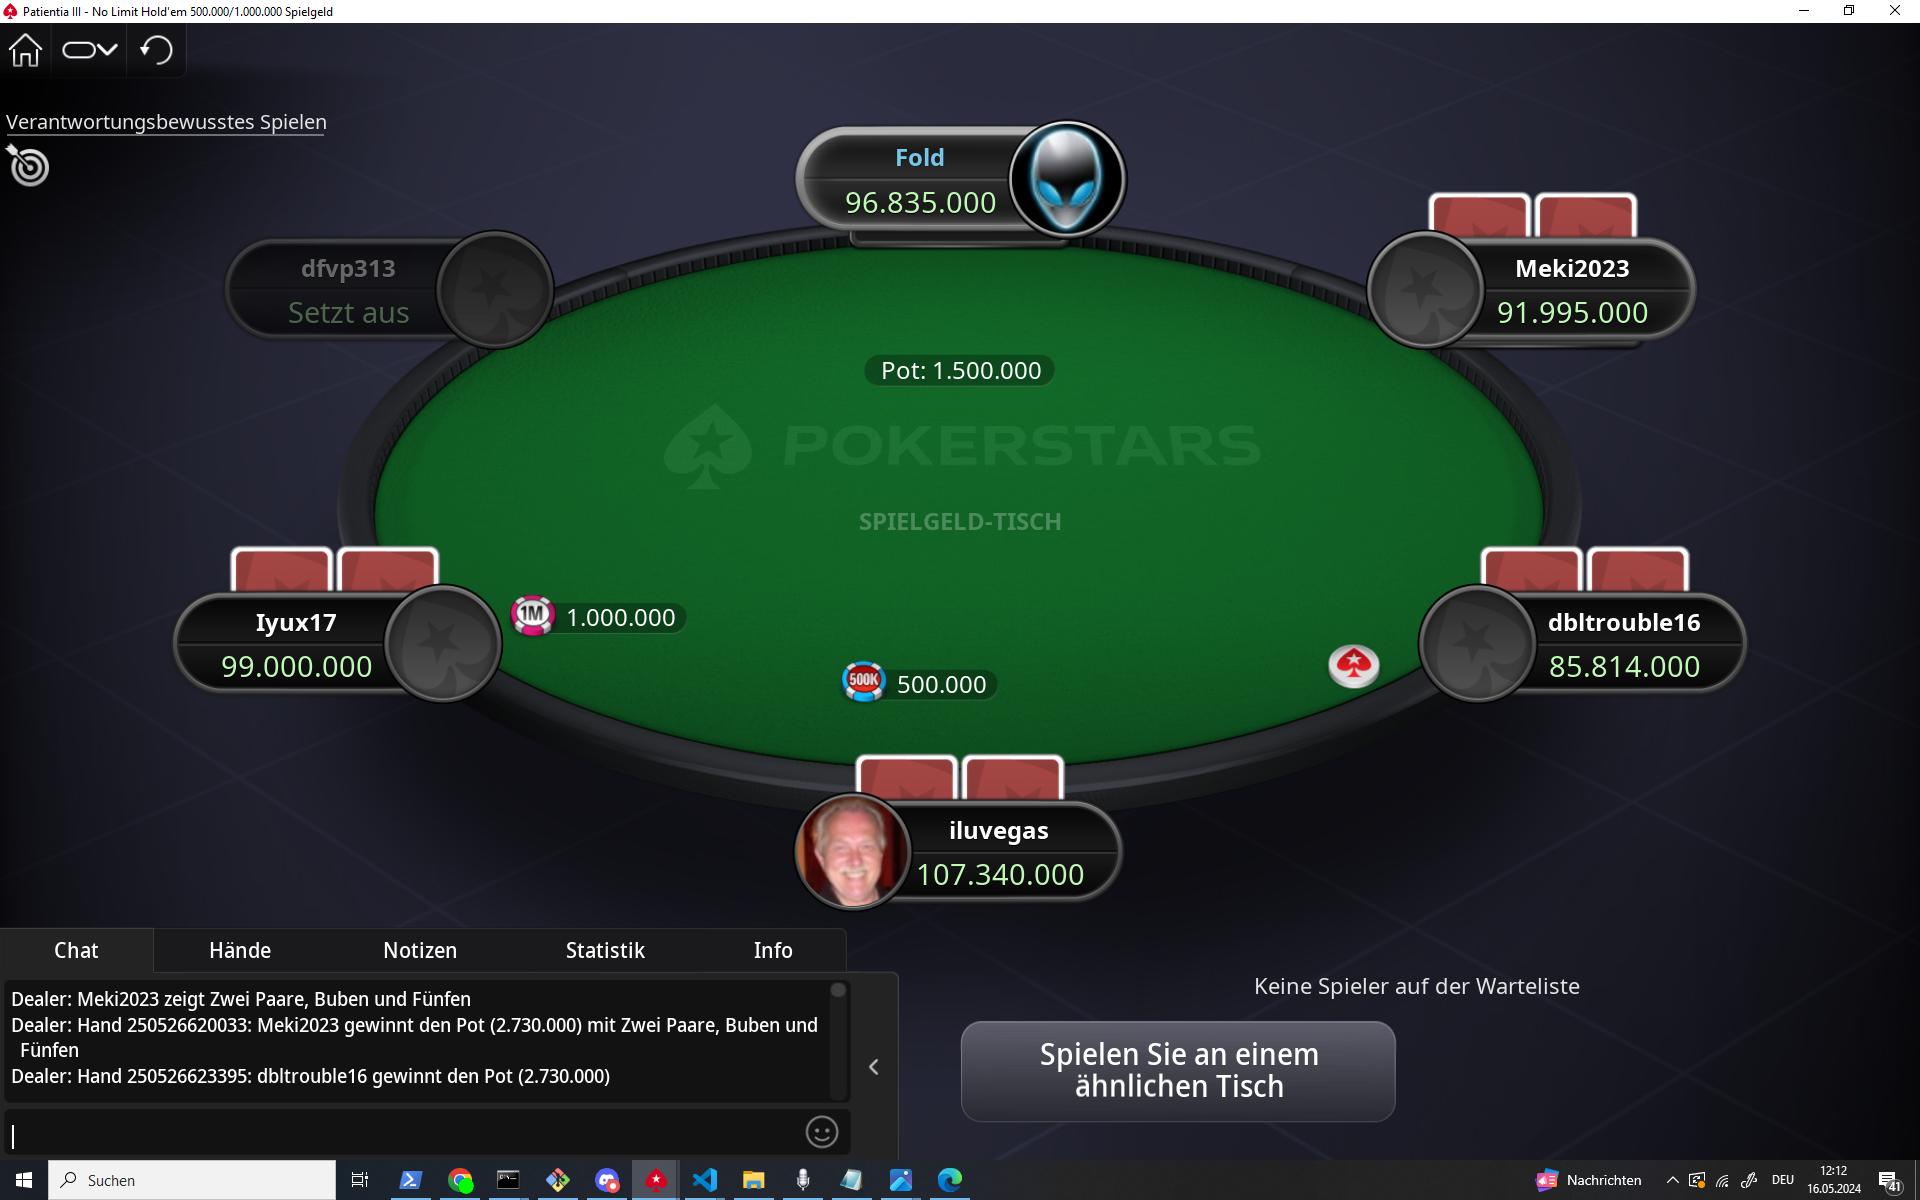 Patientia III - No Limit Hold'em 500.000/1.000.000 Spielgeld
Verantwortungsbewusstes Spielen
Fold
96.835.000
dfvp313
Setzt aus
Meki2023
91.995.000
Pot: 1.500.000
POKERSTARS
SPIELGELD-TISCH
Iyux17
99.000.000
1M
1.000.000
500K
500.000
dbltrouble16
85.814.000
iluvegas
107.340.000
Chat
Hände
Notizen
Statistik
Info
Dealer: Meki2023 zeigt Zwei Paare, Buben und Fünfen
Dealer: Hand 250526620033: Meki2023 gewinnt den Pot (2.730.000) mit Zwei Paare, Buben und
Fünfen
Dealer: Hand 250526623395: dbltrouble16 gewinnt den Pot (2.730.000)
Keine Spieler auf der Warteliste
Spielen Sie an einem
ähnlichen Tisch
Suchen
Nachrichten
DEU
12:12
16.05.2024
41